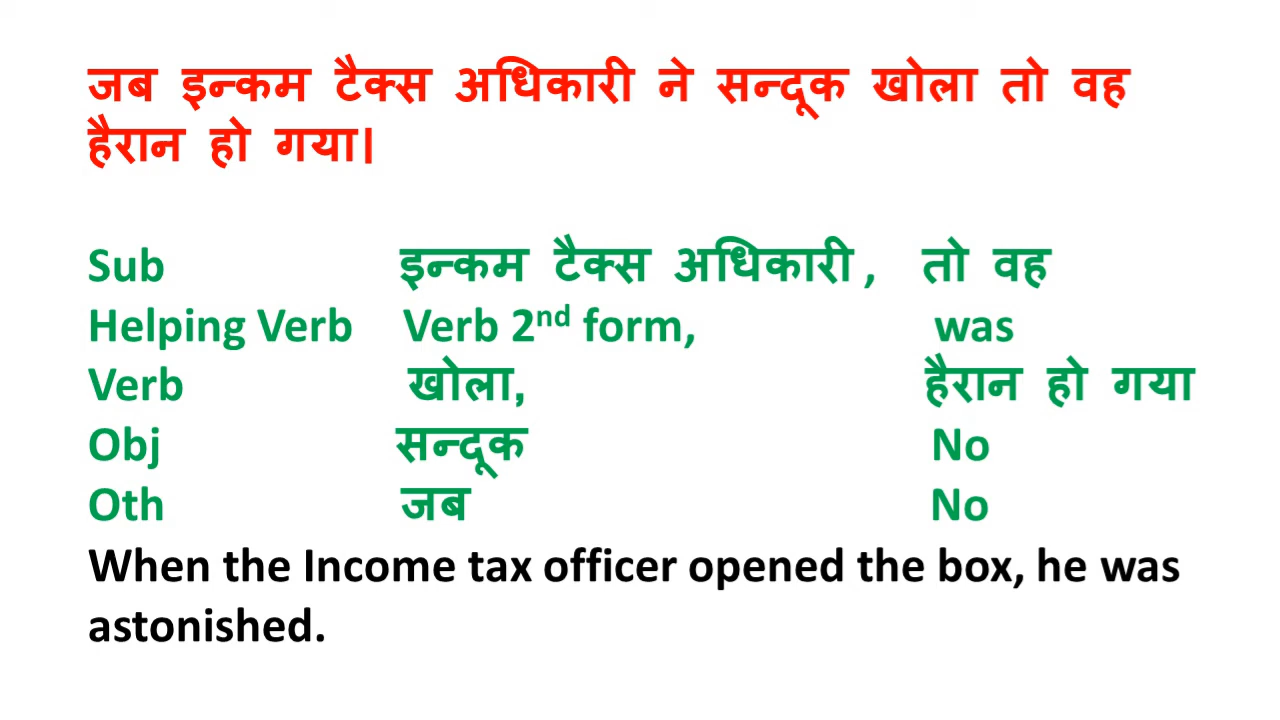 जब इन्कम टैक्स अधिकारी ने सन्दूक खोला तो वह
हैरान हो गया।
Sub इन्कम टैक्स अधिकारी, तो वह
Helping Verb Verb 2nd form, was
Verb खोला, हैरान हो गया
Obj सन्दूक No
Oth जब No
When the Income tax officer opened the box, he was
astonished.